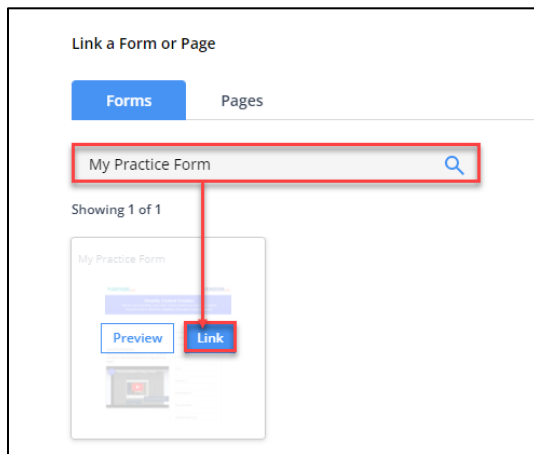 Link a Form or Page
Forms Pages
My Practice Form
Showing 1 of 1
My Practice Form
Preview Link